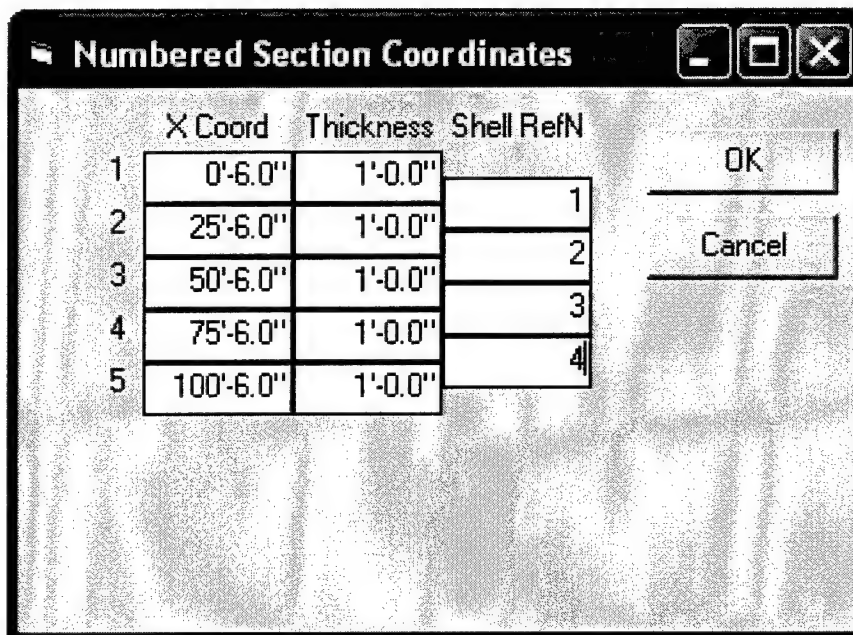 Numbered Section Coordinates
X Coord Thickness Shell RefN
1 0'-6.0" 1'-0.0"
1
OK
2 25'-6.0" 1'-0.0"
2
Cancel
3 50'-6.0" 1'-0.0"
3
4 75'-6.0" 1'-0.0"
4
5 100'-6.0" 1'-0.0"